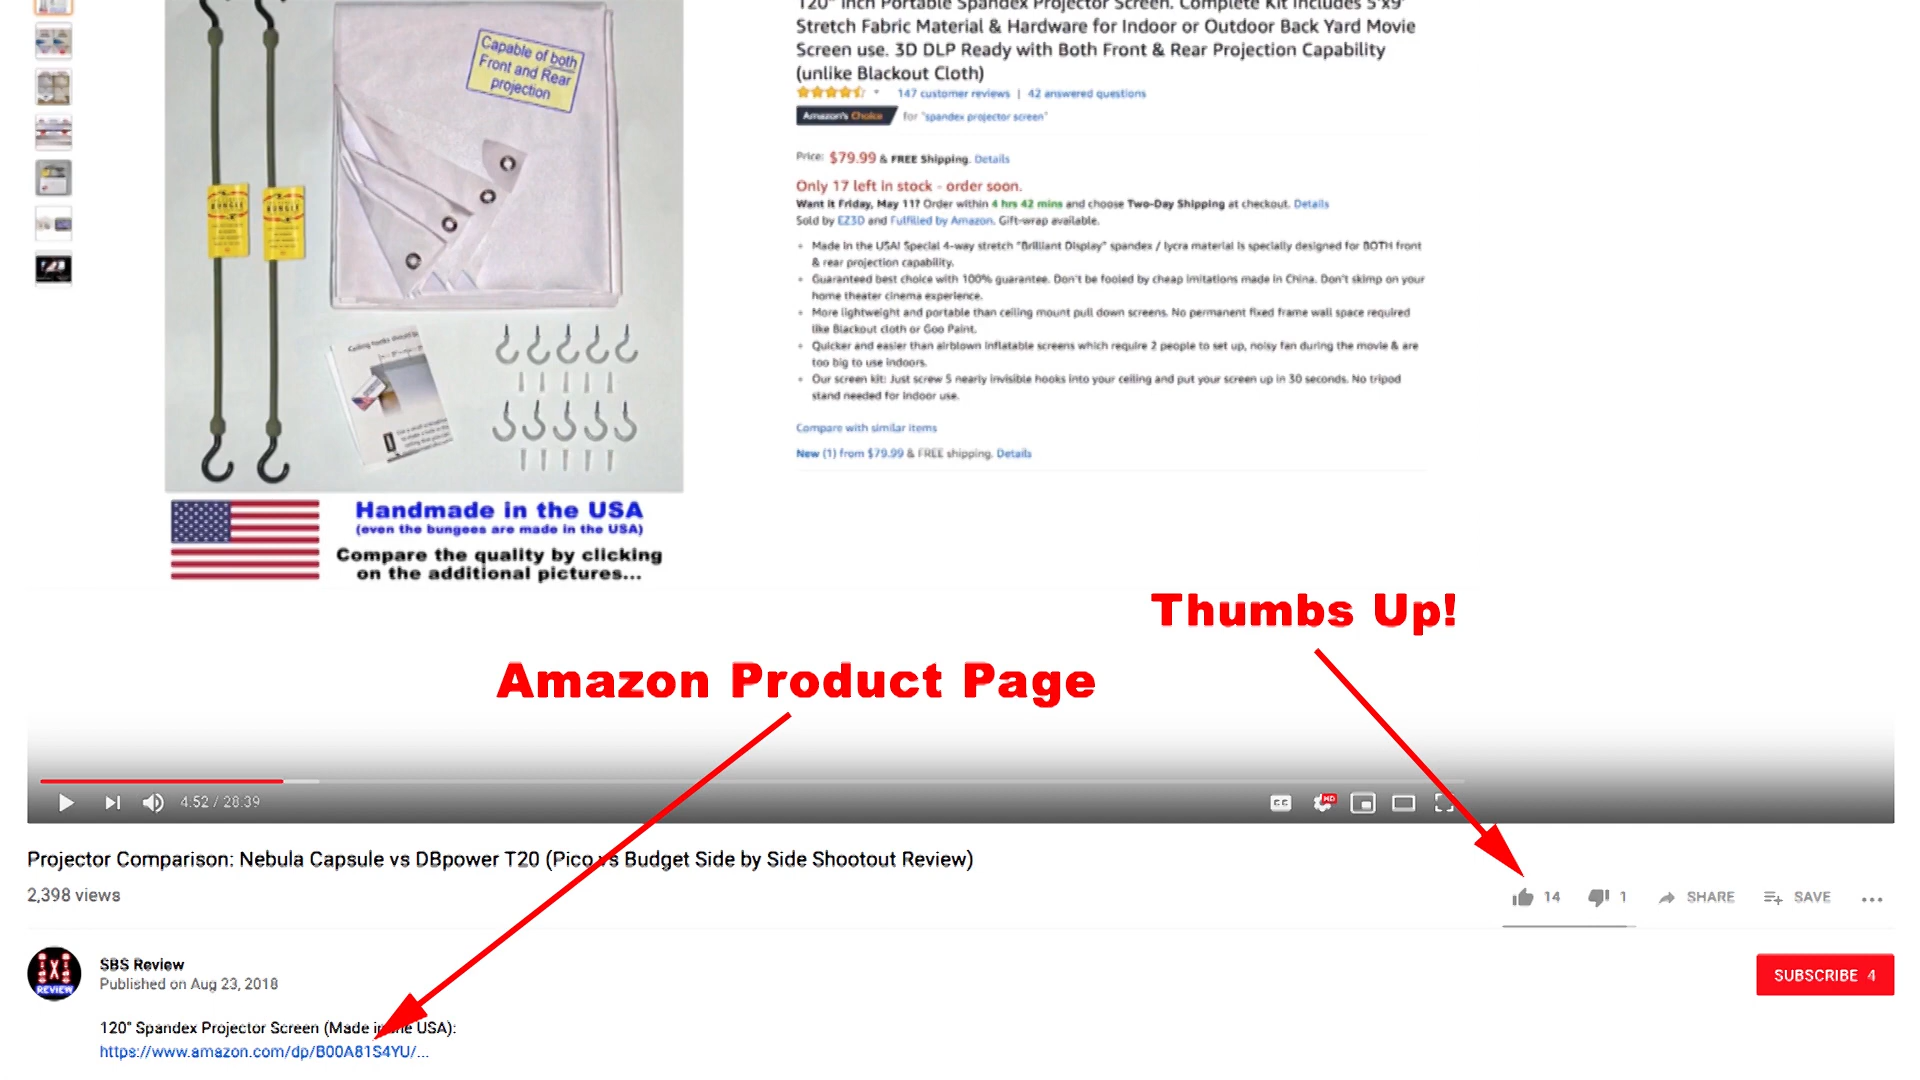 120" Inch Portable Spandex Projector Screen. Complete Kit Includes 5'x9'
Stretch Fabric Material & Hardware for Indoor or Outdoor Back Yard Movie
Screen use. 3D DLP Ready with Both Front & Rear Projection Capability
(unlike Blackout Cloth)
147 customer reviews | 42 answered questions
Amazon's Choice for "spandex projector screen"
Price: $79.99 & FREE Shipping. Details
Only 17 left in stock - order soon.
Want it Friday, May 11? Order within 4 hrs 42 mins and choose Two-Day Shipping at checkout. Details
Sold by EZ3D and Fulfilled by Amazon. Gift-wrap available.
Made in the USA! Special 4-way stretch "Brilliant Display" spandex / lycra material is specially designed for BOTH front
& rear projection capability.
Guaranteed best choice with 100% guarantee. Don't be fooled by cheap imitations made in China. Don't skimp on your
home theater cinema experience.
More lightweight and portable than ceiling mount pull down screens. No permanent fixed frame wall space required
like Blackout cloth or Goo Paint.
Quicker and easier than airblown inflatable screens which require 2 people to set up, noisy fan during the movie & are
too big to use indoors.
Our screen kit: Just screw 5 nearly invisible hooks into your ceiling and put your screen up in 30 seconds. No tripod
stand needed for indoor use.
Compare with similar items
New (1) from $79.99 & FREE shipping. Details
Capable of both
Front and Rear
projection
BUNGIE
BUNGIE
Ceiling hooks should be
Handmade in the USA
(even the bungees are made in the USA)
Compare the quality by clicking
on the additional pictures...
Thumbs Up!
Amazon Product Page
4:52 / 28:39
CC
HD
Projector Comparison: Nebula Capsule vs DBpower T20 (Pico vs Budget Side by Side Shootout Review)
2,398 views
14
1
SHARE
SAVE
REVIEW
SBS Review
Published on Aug 23, 2018
SUBSCRIBE 4
120" Spandex Projector Screen (Made in the USA):
https://www.amazon.com/dp/B00A81S4YU/...